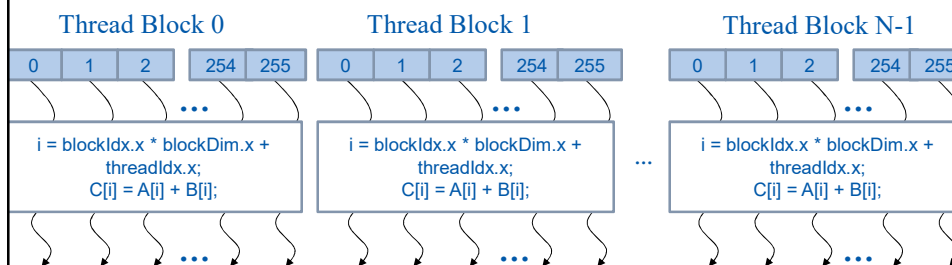 Thread Block 0
0 1 2 254 255
...
i = blockIdx.x * blockDim.x +
threadIdx.x;
C[i] = A[i] + B[i];
...
Thread Block 1
0 1 2 254 255
...
i = blockIdx.x * blockDim.x +
threadIdx.x;
C[i] = A[i] + B[i];
...
...
Thread Block N-1
0 1 2 254 255
...
i = blockIdx.x * blockDim.x +
threadIdx.x;
C[i] = A[i] + B[i];
...